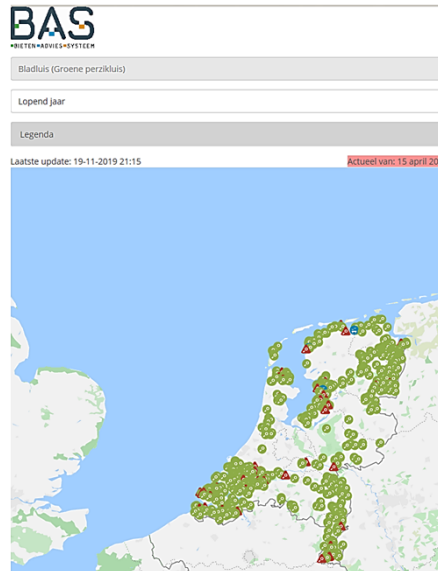 BAS
BIETEN-ADVIES-SYSTEEM
Bladluis (Groene perzikluis)
Lopend jaar
Legenda
Laatste update: 19-11-2019 21:15
Actueel van: 15 april 20